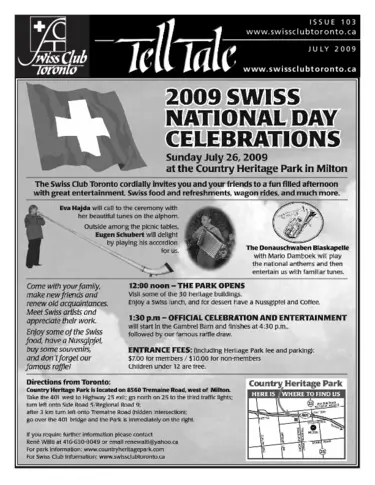 ISSUE 103
www.swissclubtoronto.ca
Swiss Club
Toronto
Tell Tale
JULY 2009
www.swissclubtoronto.ca
2009 SWISS
NATIONAL DAY
CELEBRATIONS
Sunday July 26, 2009
at the Country Heritage Park in Milton
The Swiss Club Toronto cordially invites you and your friends to a fun filled afternoon
with great entertainment, Swiss food and refreshments, wagon rides, and much more.
Eva Hajda will call to the ceremony with
her beautiful tunes on the alphorn.
Outside among the picnic tables,
Eugen Schubert will delight
by playing his accordion
for us.
The Donauschwaben Blaskapelle
with Mario Dambock will play
the national anthems and then
entertain us with familiar tunes.
Come with your family,
make new friends and
renew old acquaintances.
Meet Swiss artists and
appreciate their work.
Enjoy some of the Swiss
food, have a Nussgipfel,
buy some souvenirs,
and don't forget our
famous raffle!
12:00 noon – THE PARK OPENS
Visit some of the 30 heritage buildings.
Enjoy a Swiss lunch, and for dessert have a Nussgipfel and Coffee.
1:30 p.m – OFFICIAL CELEBRATION AND ENTERTAINMENT
will start in the Gambrel Barn and finishes at 4:30 p.m.,
followed by our famous raffle draw.
ENTRANCE FEES: (including Heritage Park fee and parking):
$7.00 for members / $10.00 for non-members
Children under 12 are free.
Directions from Toronto:
Country Heritage Park is located on 8560 Tremaine Road, west of Milton.
Take the 401 west to Highway 25 exit; go north on 25 to the third traffic lights;
turn left onto Side Road 5/Regional Road 9;
after 3 km turn left onto Tremaine Road (hidden intersection);
go over the 401 bridge and the Park is immediately on the right.
If you require further information please contact
For park information: www.countryheritagepark.com
For Swiss Club Information: www.swissclubtoronto.ca
Country Heritage Park
HERE IS WHERE TO FIND US